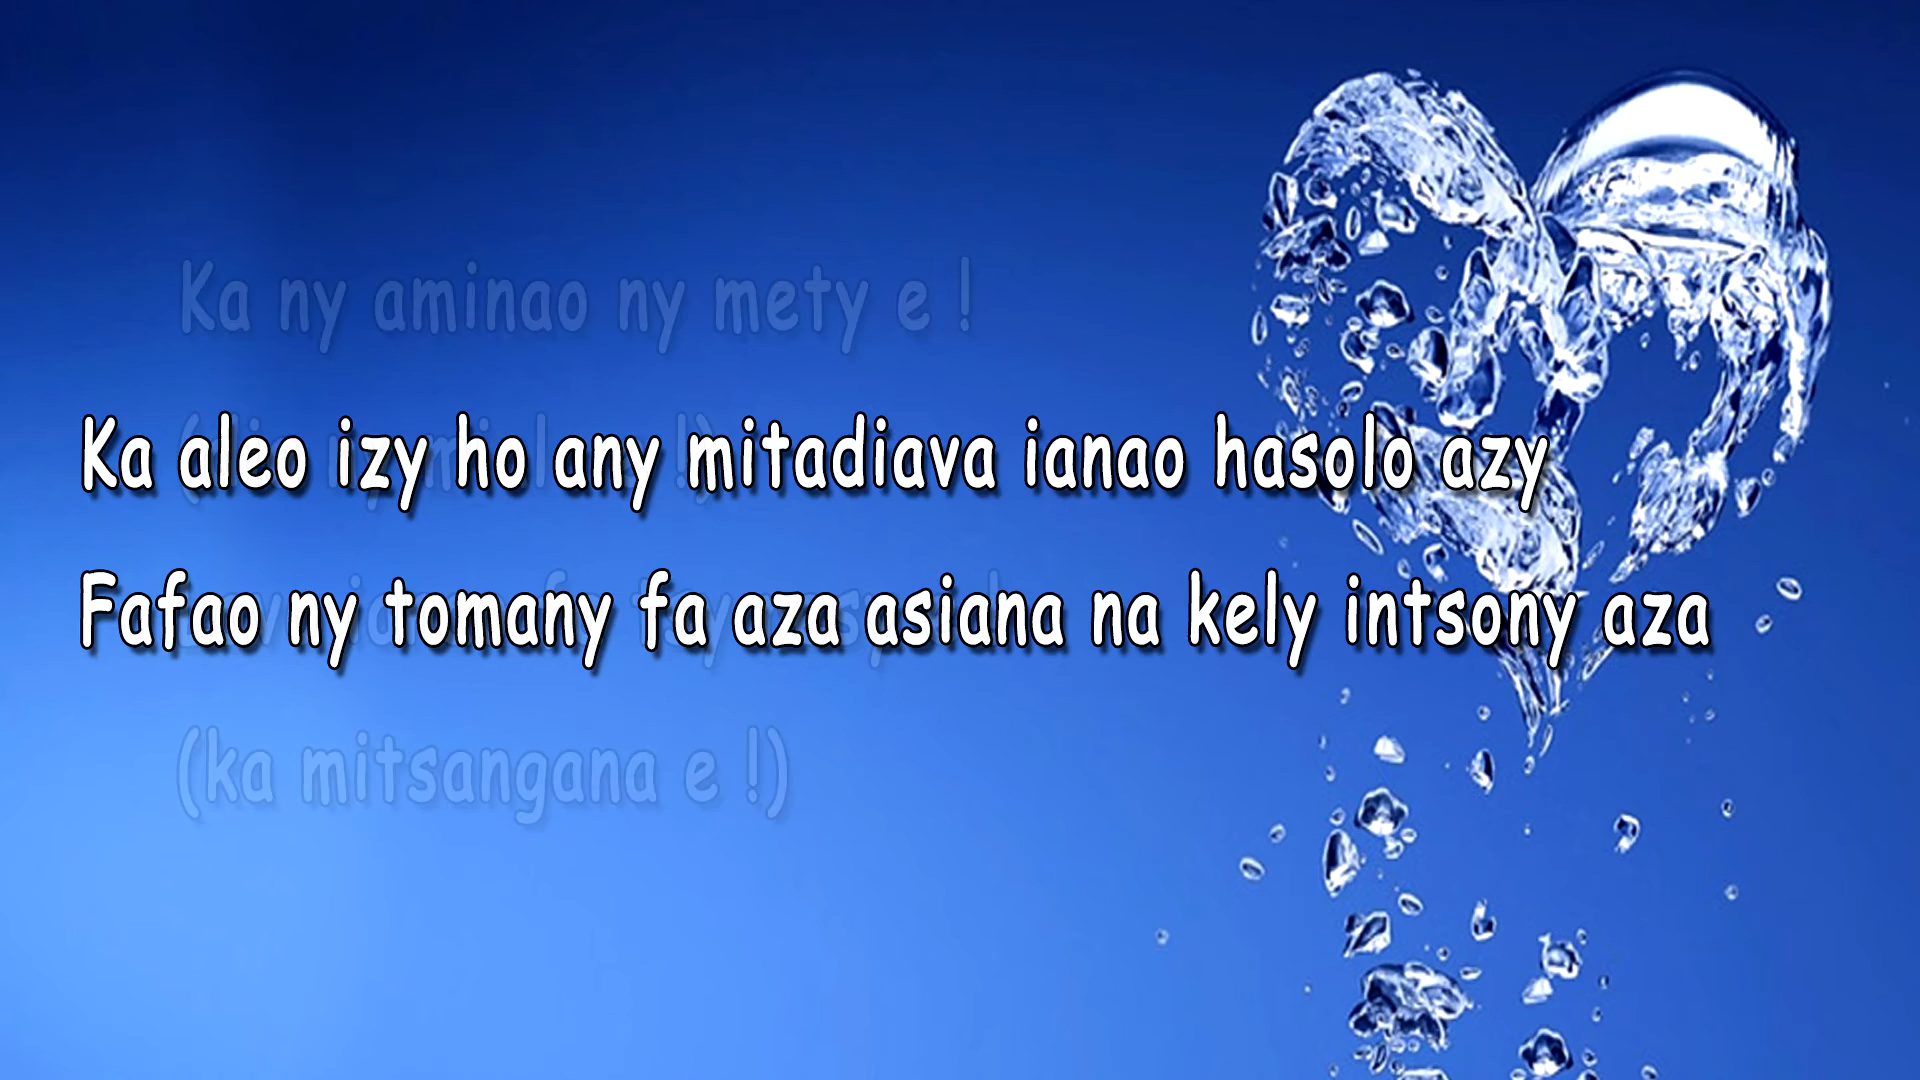 Ka ny aminao ny mety e !
Ka aleo izy ho any mitadiava ianao hasolo azy
Fafao ny tomany fa aza asiana na kely intsony aza
(ka mitsangana e !)